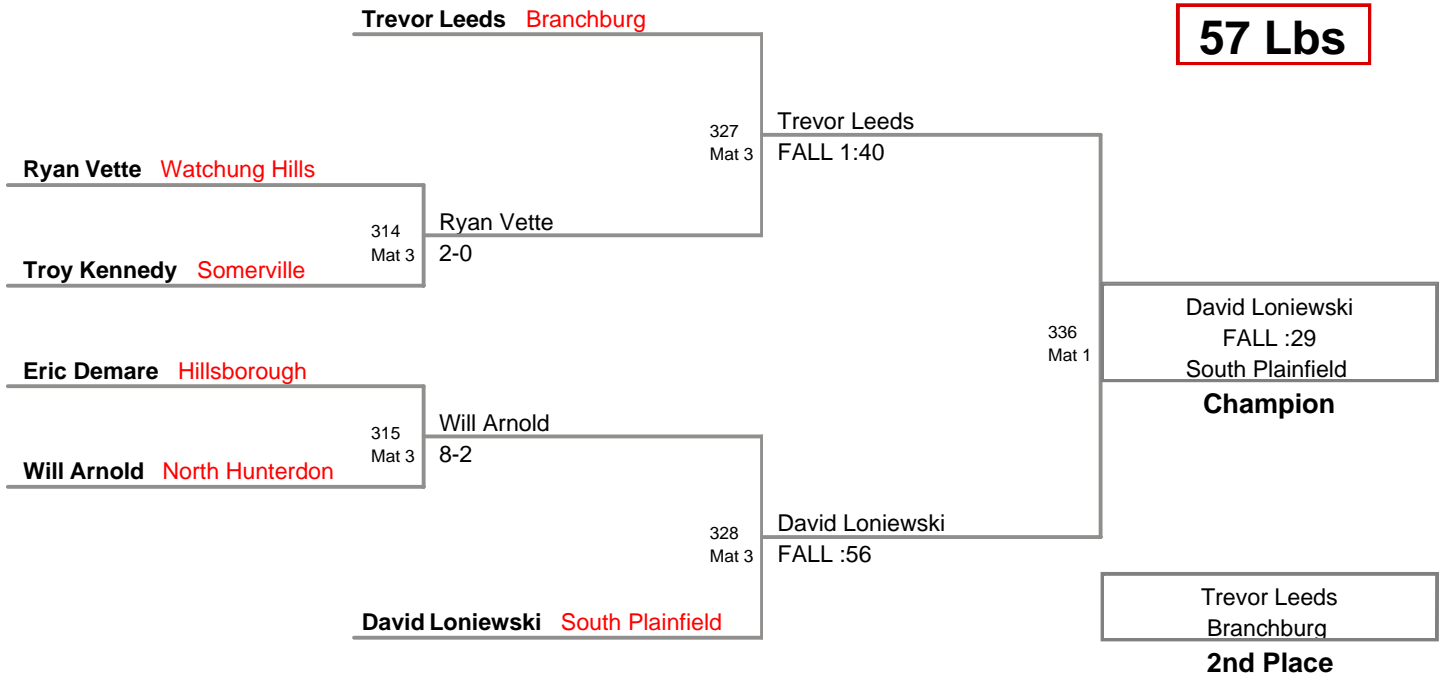 Trevor Leeds Branchburg
57 Lbs
327
Mat 3
Trevor Leeds
FALL 1:40
Ryan Vette Watchung Hills
314
Mat 3
Ryan Vette
2-0
Troy Kennedy Somerville
336
Mat 1
David Loniewski
FALL :29
South Plainfield
Champion
Eric Demare Hillsborough
315
Mat 3
Will Arnold
8-2
Will Arnold North Hunterdon
328
Mat 3
David Loniewski
FALL :56
David Loniewski South Plainfield
Trevor Leeds
Branchburg
2nd Place